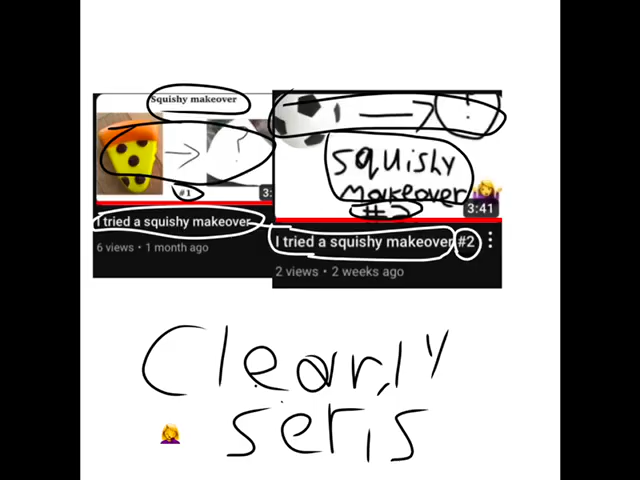 Squishy makeover
?
#1
3:
I tried a squishy makeover
6 views • 1 month ago
!
squishy
makeover
#2
3:41
I tried a squishy makeover #2
2 views • 2 weeks ago
Clearly
seris